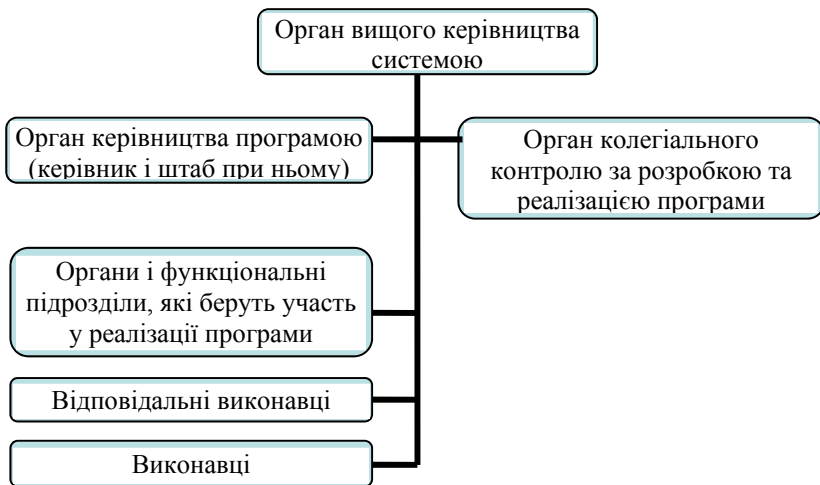 Орган вищого керівництва
системою
Орган керівництва програмою
(керівник і штаб при ньому)
Орган колегіального
контролю за розробкою та
реалізацією програми
Органи і функціональні
підрозділи, які беруть участь
у реалізації програми
Відповідальні виконавці
Виконавці